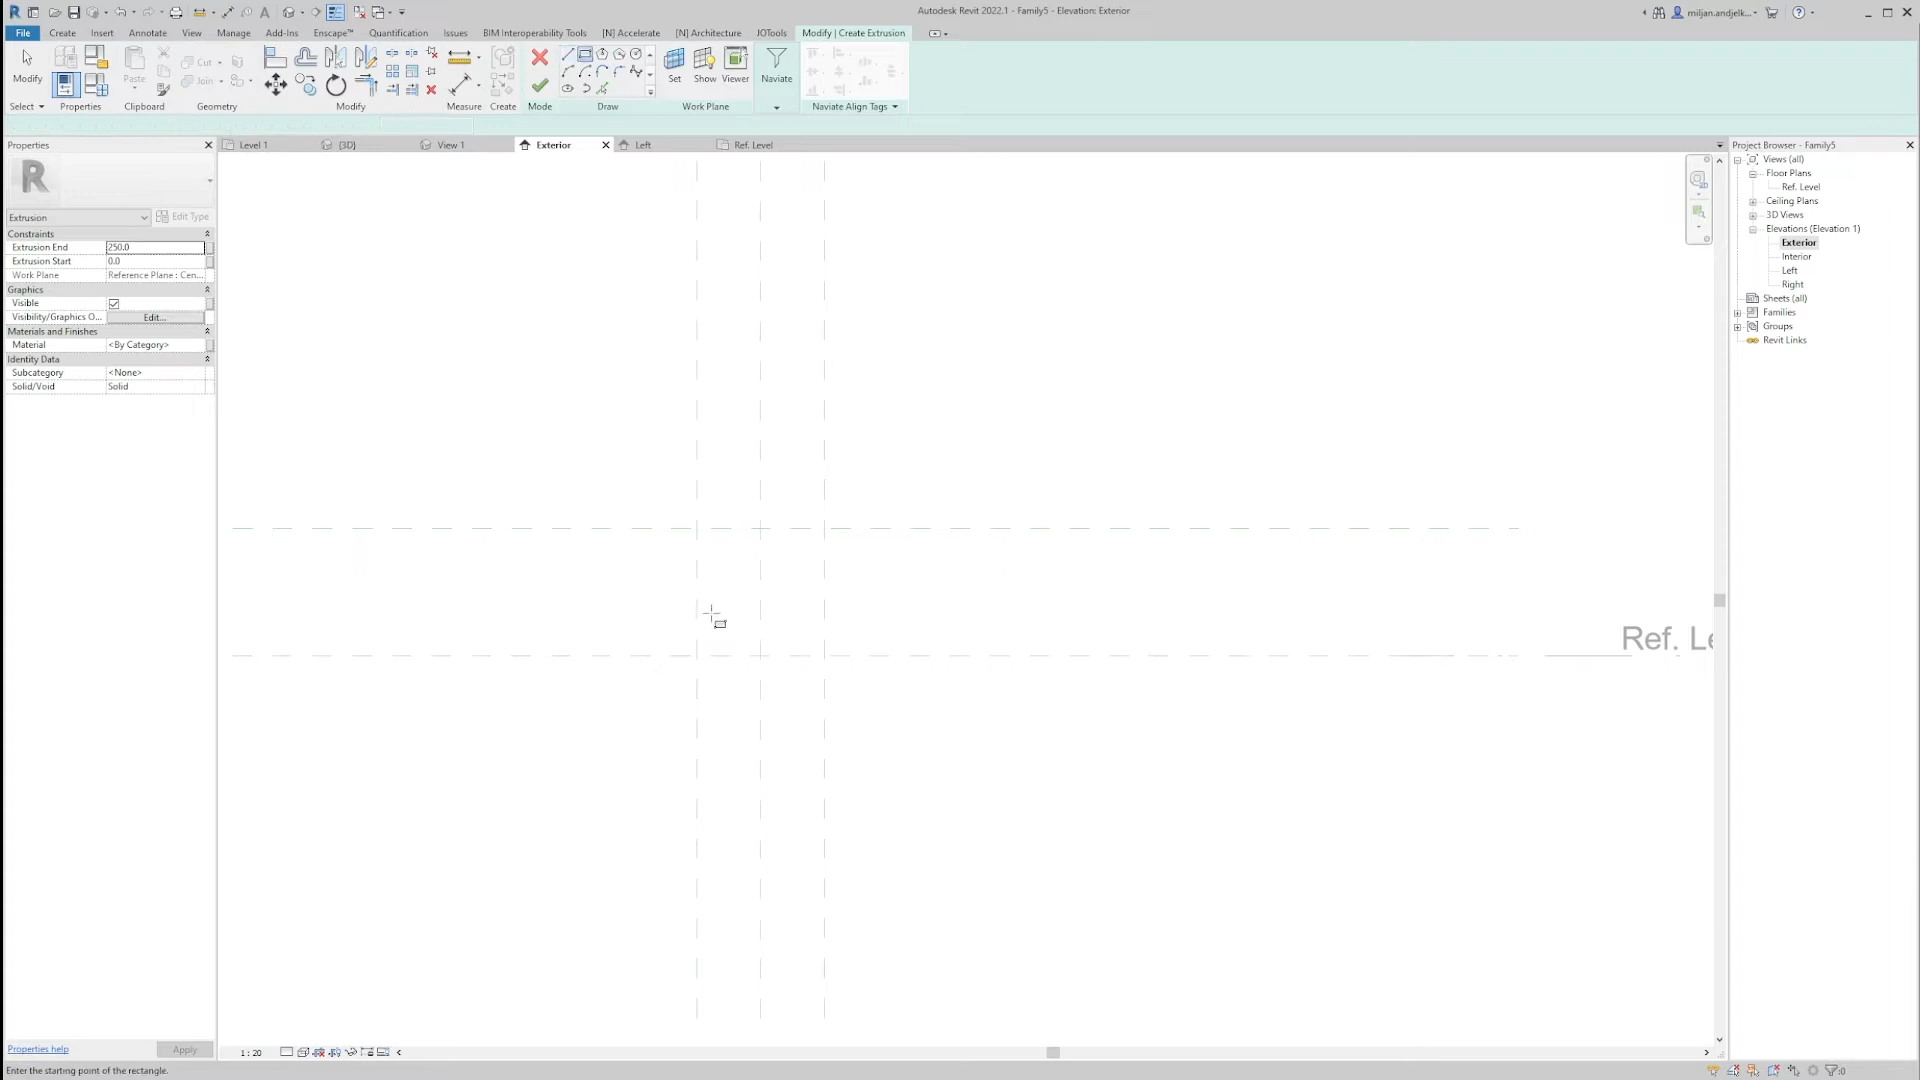 Autodesk Revit 2022.1 - Family5 - Elevation: Exterior
miljan.andjelk...
File Create Insert Annotate View Manage Add-Ins Enscape™ Quantification Issues BIM Interoperability Tools [N] Accelerate [N] Architecture JOTools Modify | Create Extrusion
Modify Paste Cut Join Set Show Viewer Naviate
Select Properties Clipboard Geometry Modify Measure Create Mode Draw Work Plane Naviate Align Tags
Properties
Level 1 {3D} View 1 Exterior Left Ref. Level
Project Browser - Family5
Extrusion Edit Type
Constraints
Extrusion End 250.0
Extrusion Start 0.0
Work Plane Reference Plane : Cen...
Graphics
Visible
Visibility/Graphics O... Edit...
Materials and Finishes
Material <By Category>
Identity Data
Subcategory <None>
Solid/Void Solid
Views (all)
Floor Plans
Ref. Level
Ceiling Plans
3D Views
Elevations (Elevation 1)
Exterior
Interior
Left
Right
Sheets (all)
Families
Groups
Revit Links
Ref. Le
Properties help Apply
1 : 20
Enter the starting point of the rectangle.
:0